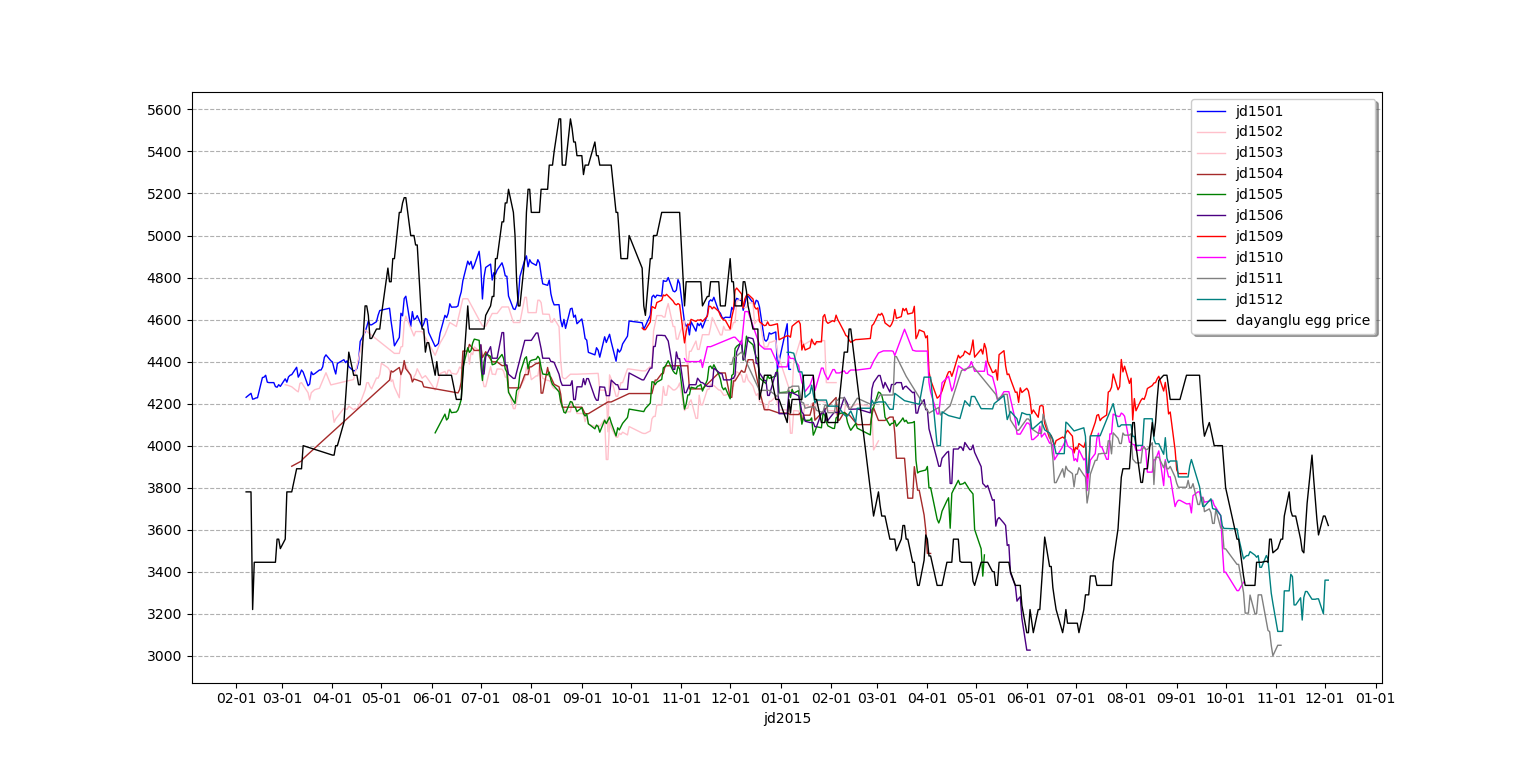 5600
5400
5200
5000
4800
4600
4400
4200
4000
3800
3600
3400
3200
3000
jd1501
jd1502
jd1503
jd1504
jd1505
jd1506
jd1509
jd1510
jd1511
jd1512
dayanglu egg price
02-01 03-01 04-01 05-01 06-01 07-01 08-01 09-01 10-01 11-01 12-01 01-01 02-01 03-01 04-01 05-01 06-01 07-01 08-01 09-01 10-01 11-01 12-01 01-01
jd2015